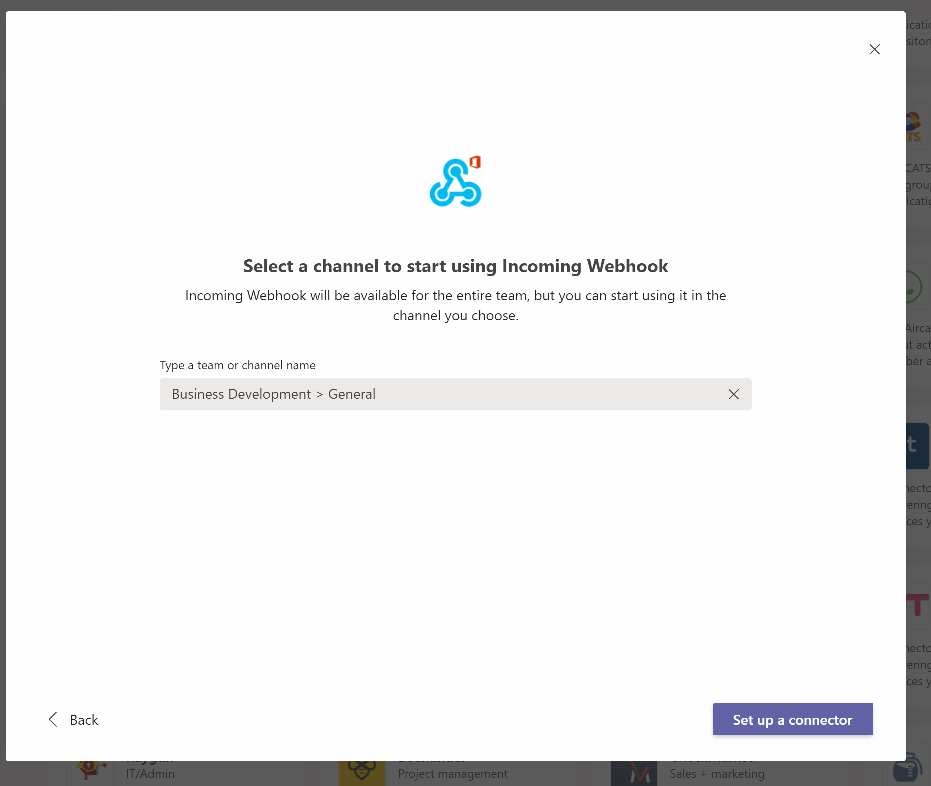 Select a channel to start using Incoming Webhook
Incoming Webhook will be available for the entire team, but you can start using it in the
channel you choose.
Type a team or channel name
Business Development > General
Back
Set up a connector
IT/Admin
Project management
Sales + marketing